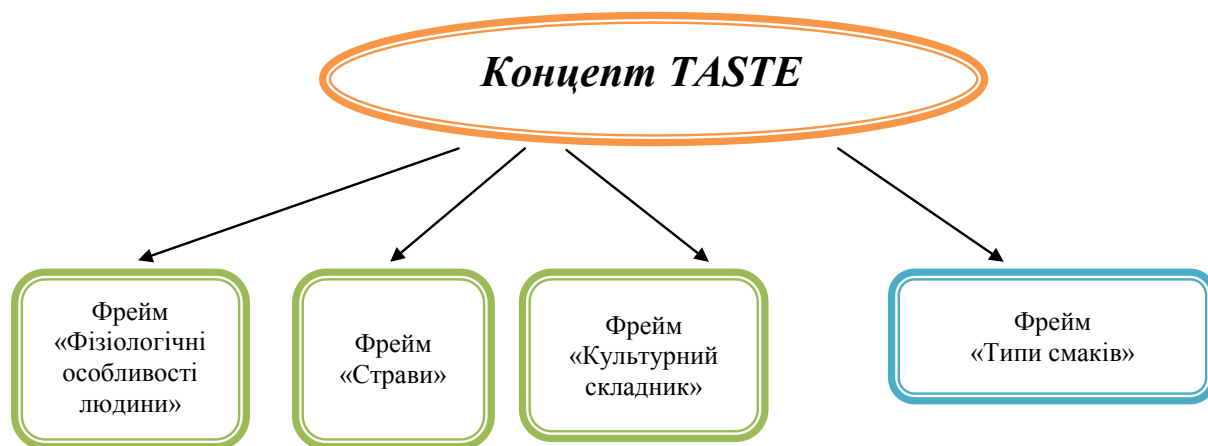 Концепт TASTE
Фрейм
«Фізіологічні
особливості
людини»
Фрейм
«Страви»
Фрейм
«Культурний
складник»
Фрейм
«Типи смаків»